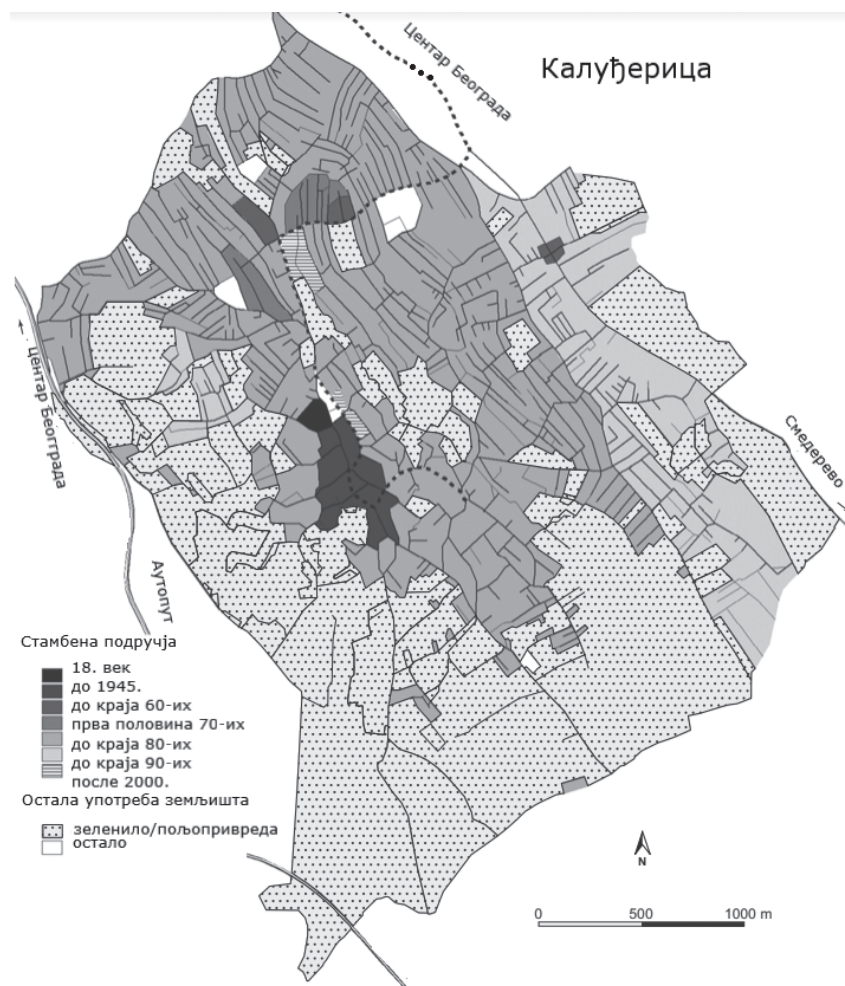 Центар Београда
Калуђерица
Центар Беогграда
Смедерево
Аутопут
Стамбена подручја
18. век
до 1945.
до краја 60-их
прва половина 70-их
до краја 80-их
до краја 90-их
после 2000.
Остала употреба земљишта
зеленило/пољопривреда
остало
N
0 500 1000 m